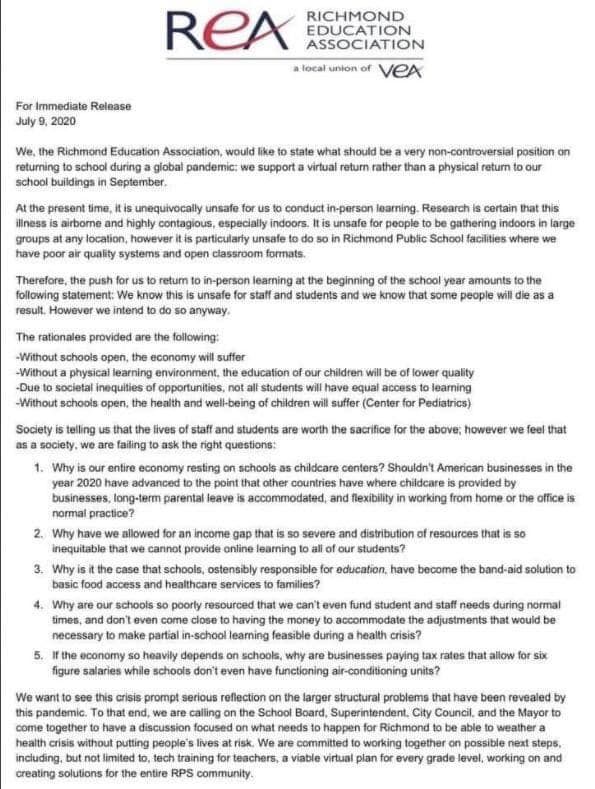 REA RICHMOND
EDUCATION
ASSOCIATION
a local union of VEA
For Immediate Release
July 9, 2020
We, the Richmond Education Association, would like to state what should be a very non-controversial position on
returning to school during a global pandemic: we support a virtual return rather than a physical return to our
school buildings in September.
At the present time, it is unequivocally unsafe for us to conduct in-person learning. Research is certain that this
illness is airborne and highly contagious, especially indoors. It is unsafe for people to be gathering indoors in large
groups at any location, however it is particularly unsafe to do so in Richmond Public School facilities where we
have poor air quality systems and open classroom formats.
Therefore, the push for us to return to in-person learning at the beginning of the school year amounts to the
following statement: We know this is unsafe for staff and students and we know that some people will die as a
result. However we intend to do so anyway.
The rationales provided are the following:
-Without schools open, the economy will suffer
-Without a physical learning environment, the education of our children will be of lower quality
-Due to societal inequities of opportunities, not all students will have equal access to learning
-Without schools open, the health and well-being of children will suffer (Center for Pediatrics)
Society is telling us that the lives of staff and students are worth the sacrifice for the above; however we feel that
as a society, we are failing to ask the right questions:
1. Why is our entire economy resting on schools as childcare centers? Shouldn't American businesses in the
year 2020 have advanced to the point that other countries have where childcare is provided by
businesses, long-term parental leave is accommodated, and flexibility in working from home or the office is
normal practice?
2. Why have we allowed for an income gap that is so severe and distribution of resources that is so
inequitable that we cannot provide online learning to all of our students?
3. Why is it the case that schools, ostensibly responsible for education, have become the band-aid solution to
basic food access and healthcare services to families?
4. Why are our schools so poorly resourced that we can't even fund student and staff needs during normal
times, and don't even come close to having the money to accommodate the adjustments that would be
necessary to make partial in-school learning feasible during a health crisis?
5. If the economy so heavily depends on schools, why are businesses paying tax rates that allow for six
figure salaries while schools don't even have functioning air-conditioning units?
We want to see this crisis prompt serious reflection on the larger structural problems that have been revealed by
this pandemic. To that end, we are calling on the School Board, Superintendent, City Council, and the Mayor to
come together to have a discussion focused on what needs to happen for Richmond to be able to weather a
health crisis without putting people's lives at risk. We are committed to working together on possible next steps,
including, but not limited to, tech training for teachers, a viable virtual plan for every grade level, working on and
creating solutions for the entire RPS community.